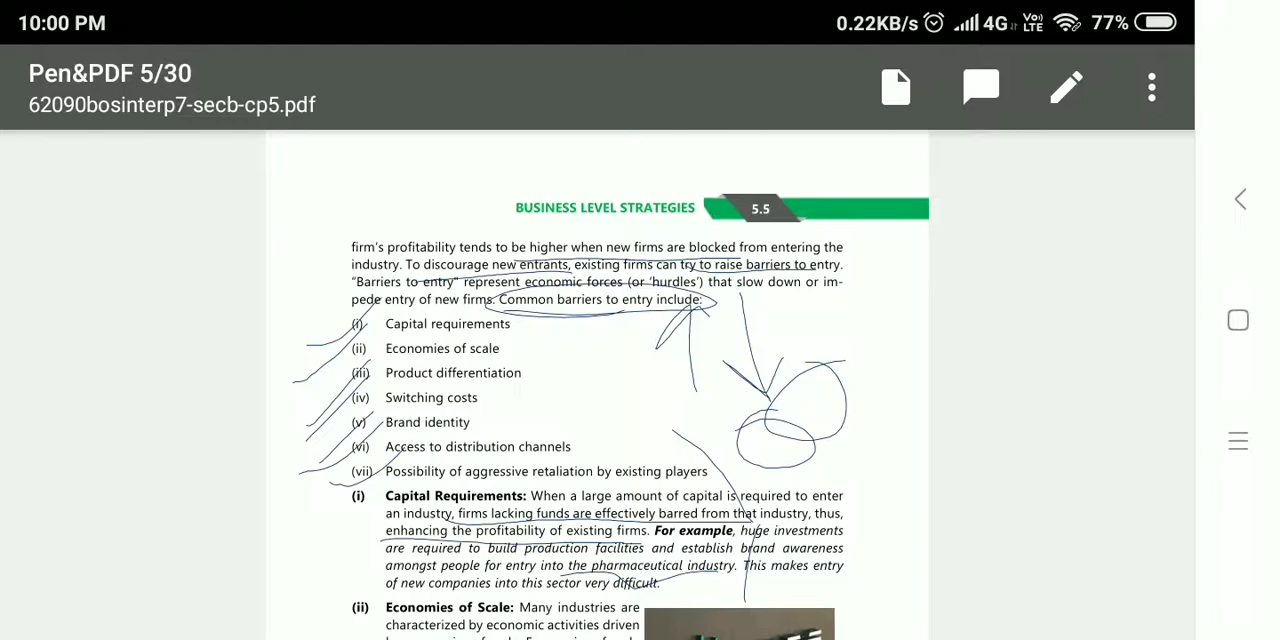 10:00 PM 0.22KB/s 4G Vo) LTE 77%
Pen&PDF 5/30
62090bosinterp7-secb-cp5.pdf
BUSINESS LEVEL STRATEGIES 5.5
firm's profitability tends to be higher when new firms are blocked from entering the
industry. To discourage new entrants, existing firms can try to raise barriers to entry.
"Barriers to entry" represent economic forces (or 'hurdles') that slow down or im-
pede entry of new firms. Common barriers to entry include:
(i) Capital requirements
(ii) Economies of scale
(iii) Product differentiation
(iv) Switching costs
(v) Brand identity
(vi) Access to distribution channels
(vii) Possibility of aggressive retaliation by existing players
(i) Capital Requirements: When a large amount of capital is required to enter
an industry, firms lacking funds are effectively barred from that industry, thus,
enhancing the profitability of existing firms. For example, huge investments
are required to build production facilities and establish brand awareness
amongst people for entry into the pharmaceutical industry. This makes entry
of new companies into this sector very difficult.
(ii) Economies of Scale: Many industries are
characterized by economic activities driven